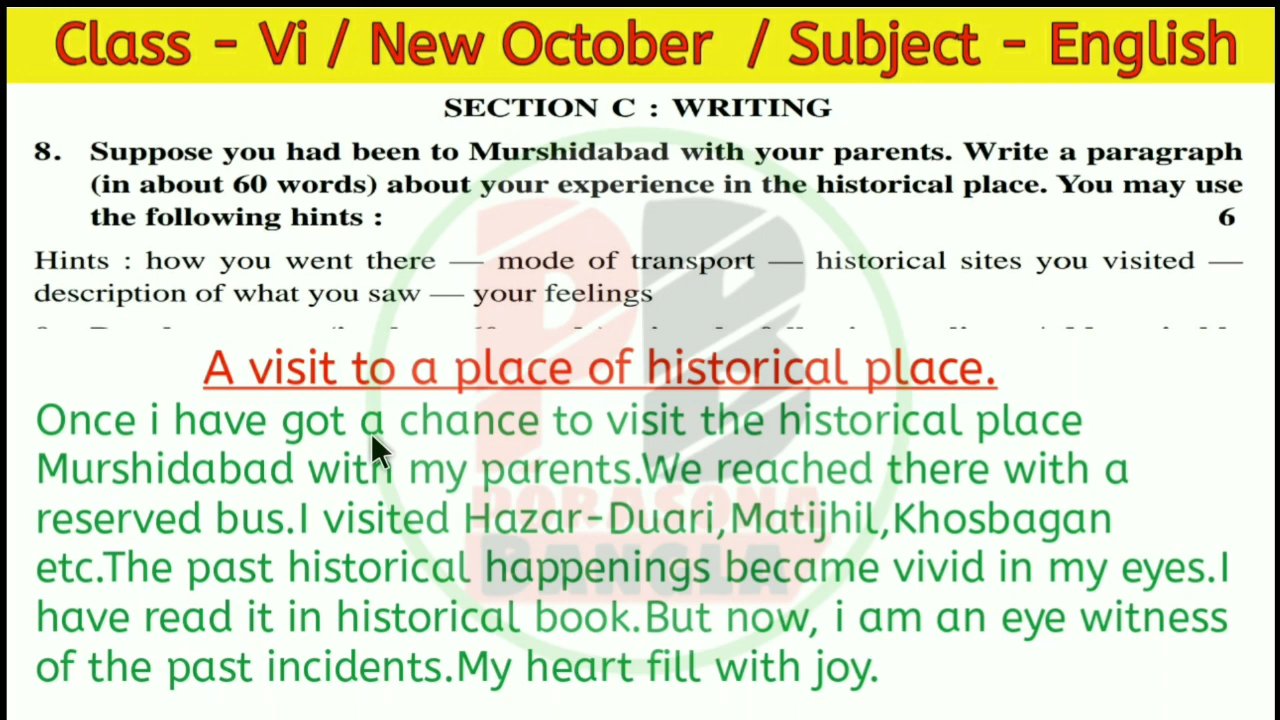 Class - Vi / New October / Subject - English
SECTION C : WRITING
8. Suppose you had been to Murshidabad with your parents. Write a paragraph
(in about 60 words) about your experience in the historical place. You may use
the following hints : 6
Hints : how you went there — mode of transport — historical sites you visited —
description of what you saw — your feelings
A visit to a place of historical place.
Once i have got a chance to visit the historical place
Murshidabad with my parents.We reached there with a
reserved bus.I visited Hazar-Duari,Matijhil,Khosbagan
etc.The past historical happenings became vivid in my eyes.I
have read it in historical book.But now, i am an eye witness
of the past incidents.My heart fill with joy.
PB
PORASONA
BANGLA